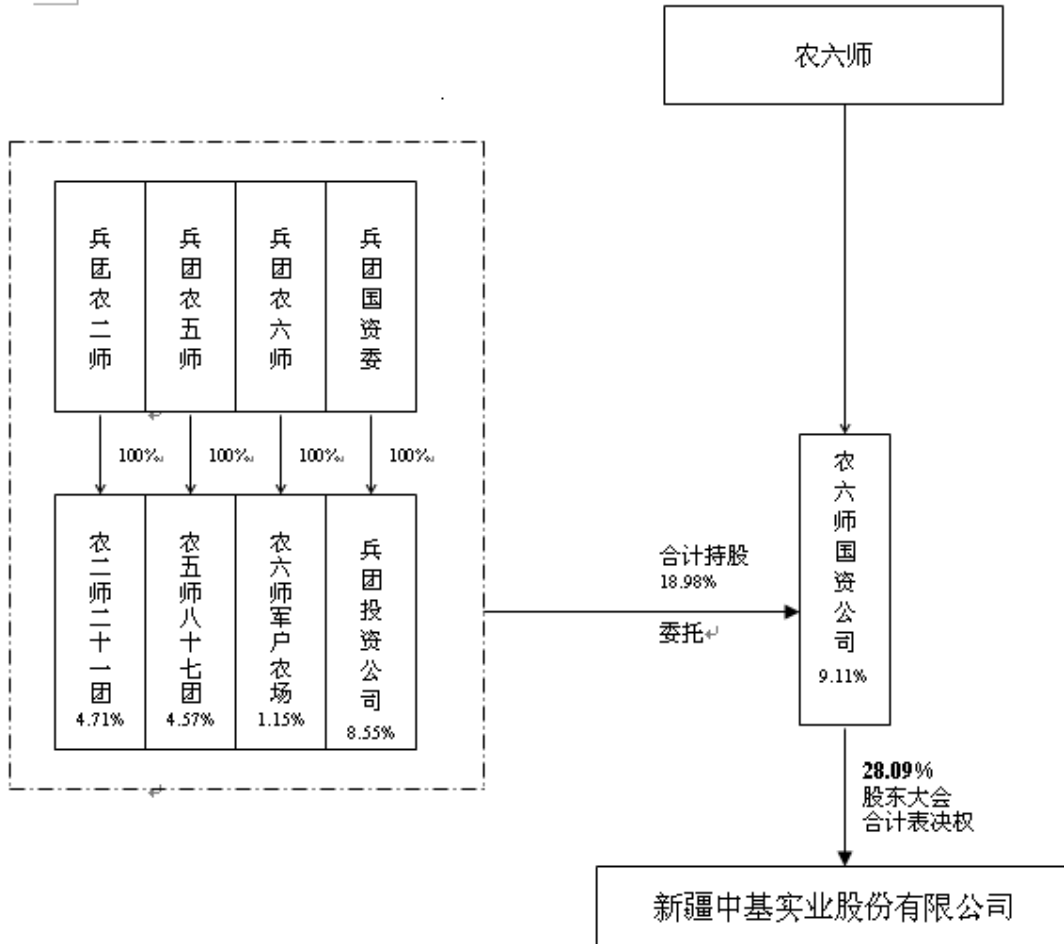 农六师
兵团农二师
兵团农五师
兵团农六师
兵团国资委
100%
100%
100%
100%
农二师二十一团
4.71%
农五师八十七团
4.57%
农六师军户农场
1.15%
兵团投资公司
8.55%
合计持股
18.98%
委托
农六师国资公司
9.11%
28.09%
股东大会
合计表决权
新疆中基实业股份有限公司